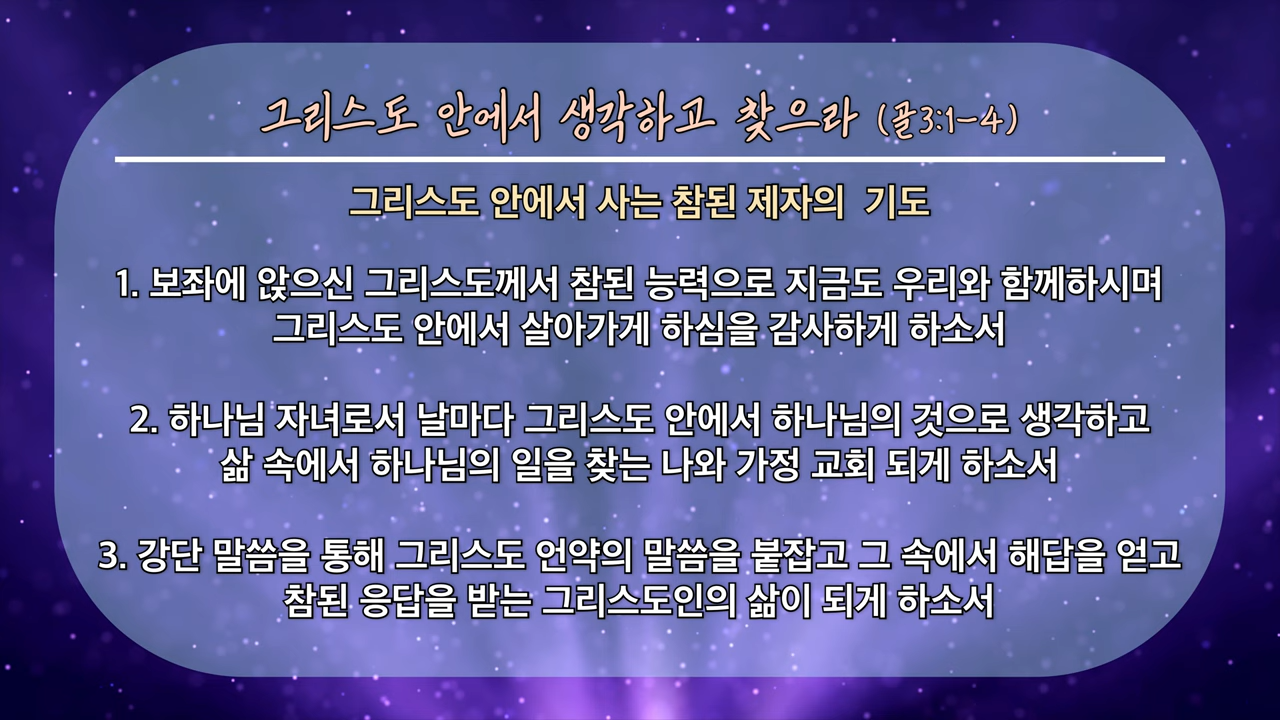 그리스도 안에서 생각하고 찾으라 (골3:1-4)
그리스도 안에서 사는 참된 제자의 기도
1. 보좌에 앉으신 그리스도께서 참된 능력으로 지금도 우리와 함께하시며
그리스도 안에서 살아가게 하심을 감사하게 하소서
2. 하나님 자녀로서 날마다 그리스도 안에서 하나님의 것으로 생각하고
삶 속에서 하나님의 일을 찾는 나와 가정 교회 되게 하소서
3. 강단 말씀을 통해 그리스도 언약의 말씀을 붙잡고 그 속에서 해답을 얻고
참된 응답을 받는 그리스도인의 삶이 되게 하소서